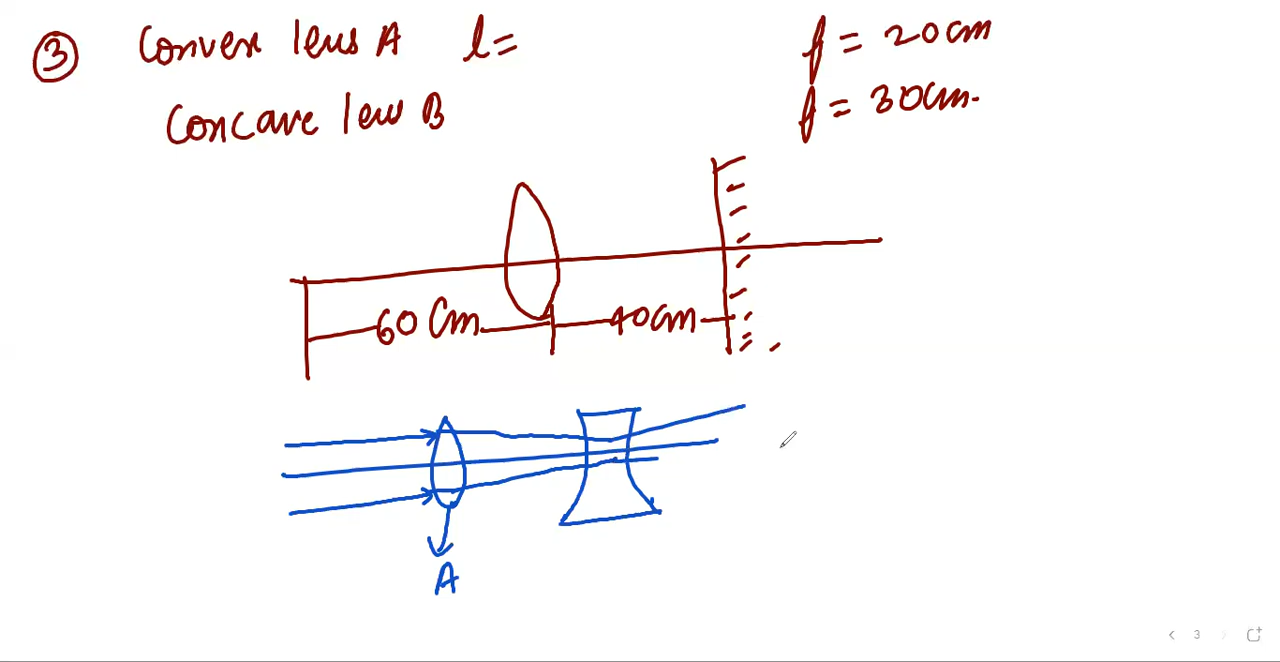 3 Convex lens A l= f = 20cm
Concave lens B f = 30cm.
60 Cm 40cm
A
3